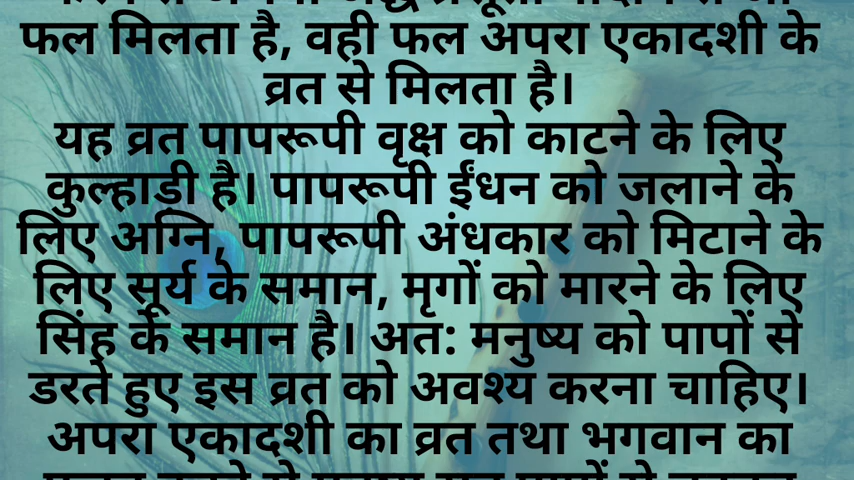 फल मिलता है, वही फल अपरा एकादशी के
व्रत से मिलता है।
यह व्रत पापरूपी वृक्ष को काटने के लिए
कुल्हाडी है। पापरूपी ईंधन को जलाने के
लिए अग्नि, पापरूपी अंधकार को मिटाने के
लिए सूर्य के समान, मृगों को मारने के लिए
सिंह के समान है। अत: मनुष्य को पापों से
डरते हुए इस व्रत को अवश्य करना चाहिए।
अपरा एकादशी का व्रत तथा भगवान का